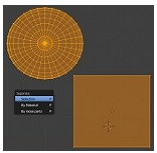 Separate
Selection
By Material
By loose parts